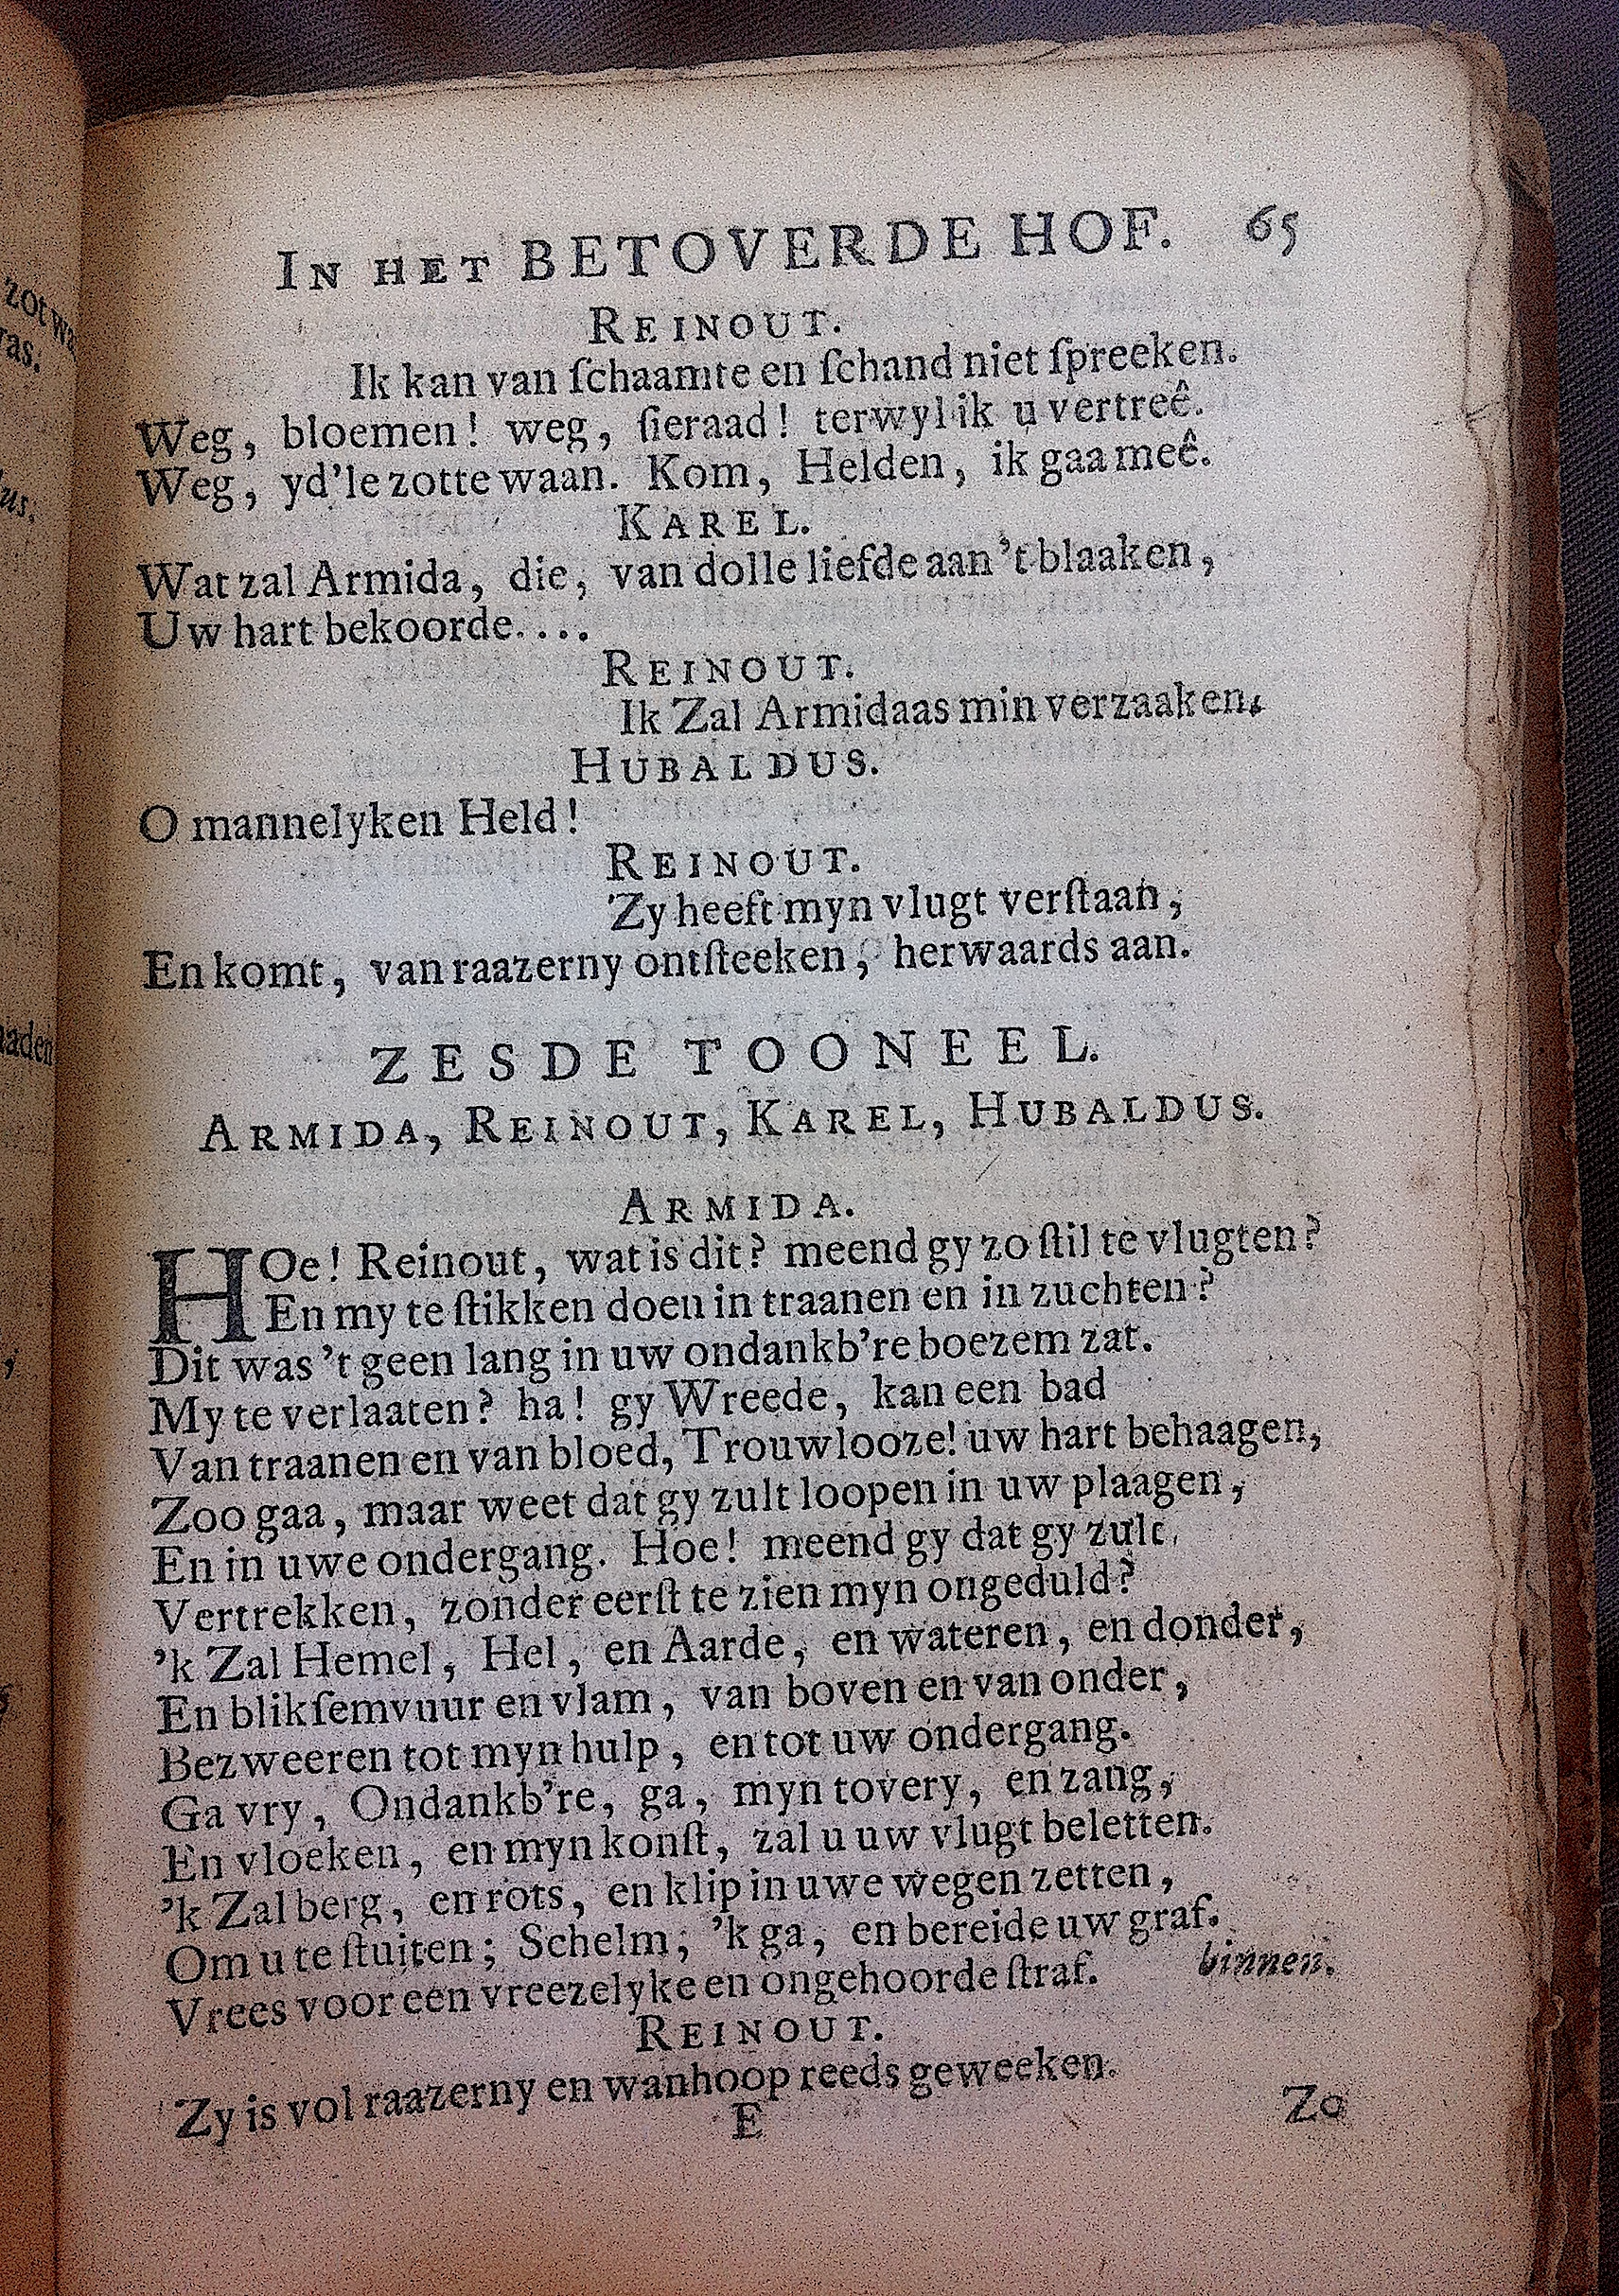 IN HET BETOVERDE HOF. 65
REINOUT.
Ik kan van ſchaamte en ſchand niet ſpreeken.
Weg, bloemen! weg, ſieraad! terwyl ik u vertreê.
Weg, yd'le zotte waan. Kom, Helden, ik gaa meê.
KAREL.
Wat zal Armida, die, van dolle liefde aan 't blaaken,
Uw hart bekoorde....
REINOUT.
Ik Zal Armidaas min verzaaken.
HUBALDUS.
O mannelyken Held!
REINOUT.
Zy heeft myn vlugt verſtaan,
En komt, van raazerny ontſteeken, herwaards aan.
ZESDE TOONEEL.
ARMIDA, REINOUT, KAREL, HUBALDUS.
ARMIDA.
HOe! Reinout, wat is dit? meend gy zo ſtil te vlugten?
En my te ſtikken doen in traanen en in zuchten?
Dit was 't geen lang in uw ondankb're boezem zat.
My te verlaaten? ha! gy Wreede, kan een bad
Van traanen en van bloed, Trouwlooze! uw hart behaagen,
Zoo gaa, maar weet dat gy zult loopen in uw plaagen,
En in uwe ondergang. Hoe! meend gy dat gy zult
Vertrekken, zonder eerſt te zien myn ongeduld?
'k Zal Hemel, Hel, en Aarde, en wateren, en donder,
En blikſemvuur en vlam, van boven en van onder,
Bezweeren tot myn hulp, en tot uw ondergang.
Ga vry, Ondankb're, ga, myn tovery, en zang,
En vloeken, en myn konſt, zal u uw vlugt beletten.
'k Zal berg, en rots, en klip in uwe wegen zetten,
Om u te ſtuiten; Schelm, 'k ga, en bereide uw graf.
Vrees voor een vreezelyke en ongehoorde ſtraf. binnen.
REINOUT.
Zy is vol raazerny en wanhoop reeds geweeken.
E Zo